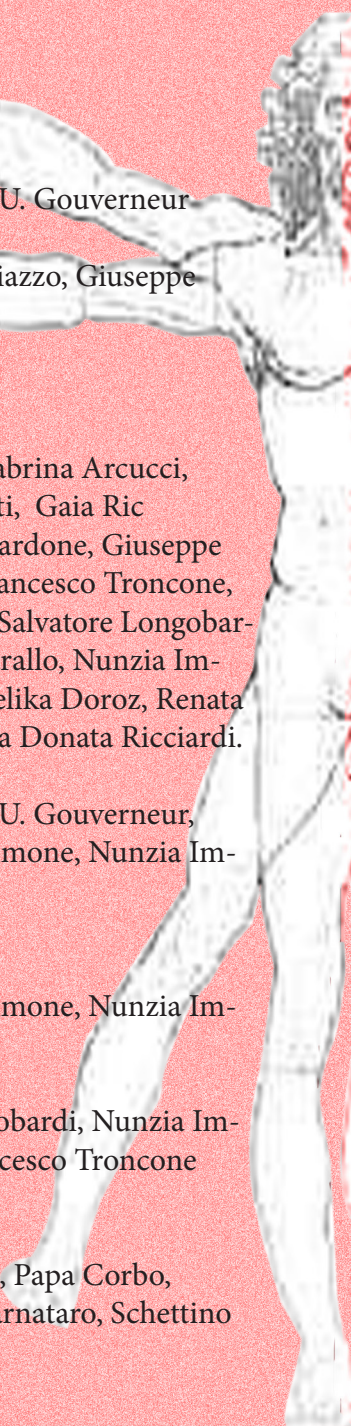 U. Gouverneur
iazzo, Giuseppe
abrina Arcucci,
ti, Gaia Ric
ardone, Giuseppe
ancesco Troncone,
Salvatore Longobar-
rallo, Nunzia Im-
elika Doroz, Renata
a Donata Ricciardi.
U. Gouverneur,
mone, Nunzia Im-
mone, Nunzia Im-
obardi, Nunzia Im-
cesco Troncone
, Papa Corbo,
arnataro, Schettino